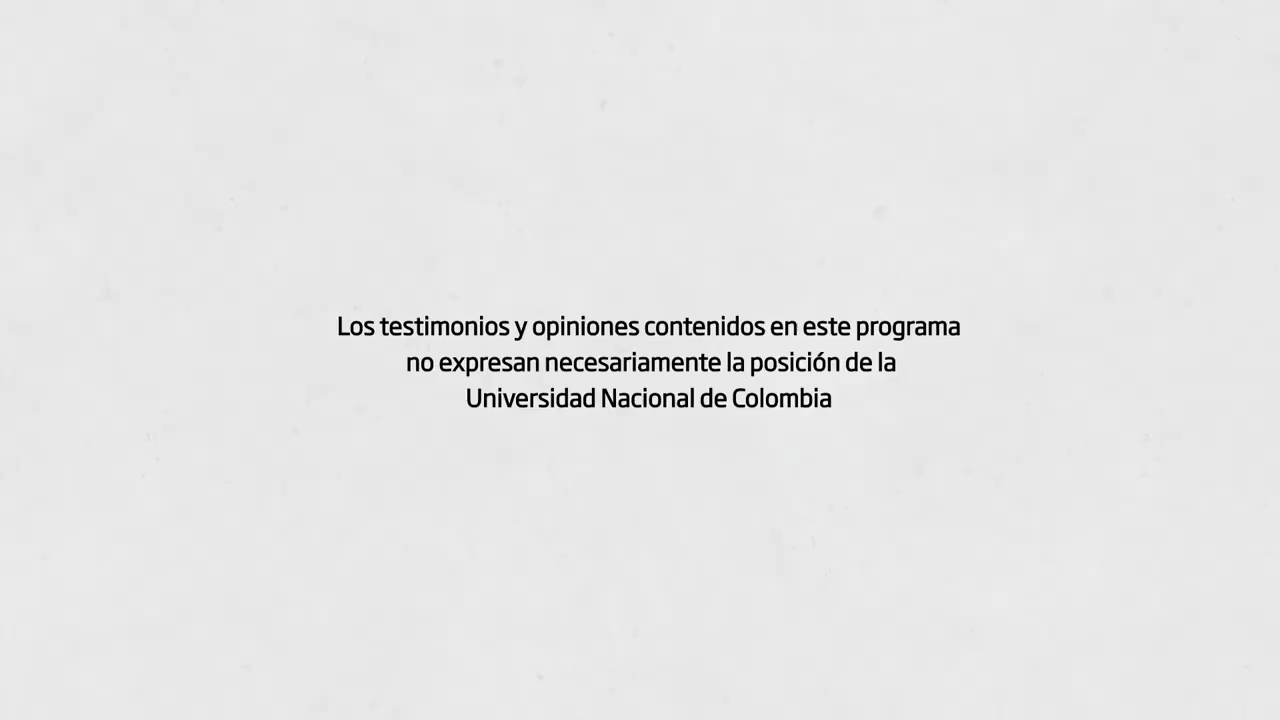 Los testimonios y opiniones contenidos en este programa
no expresan necesariamente la posición de la
Universidad Nacional de Colombia